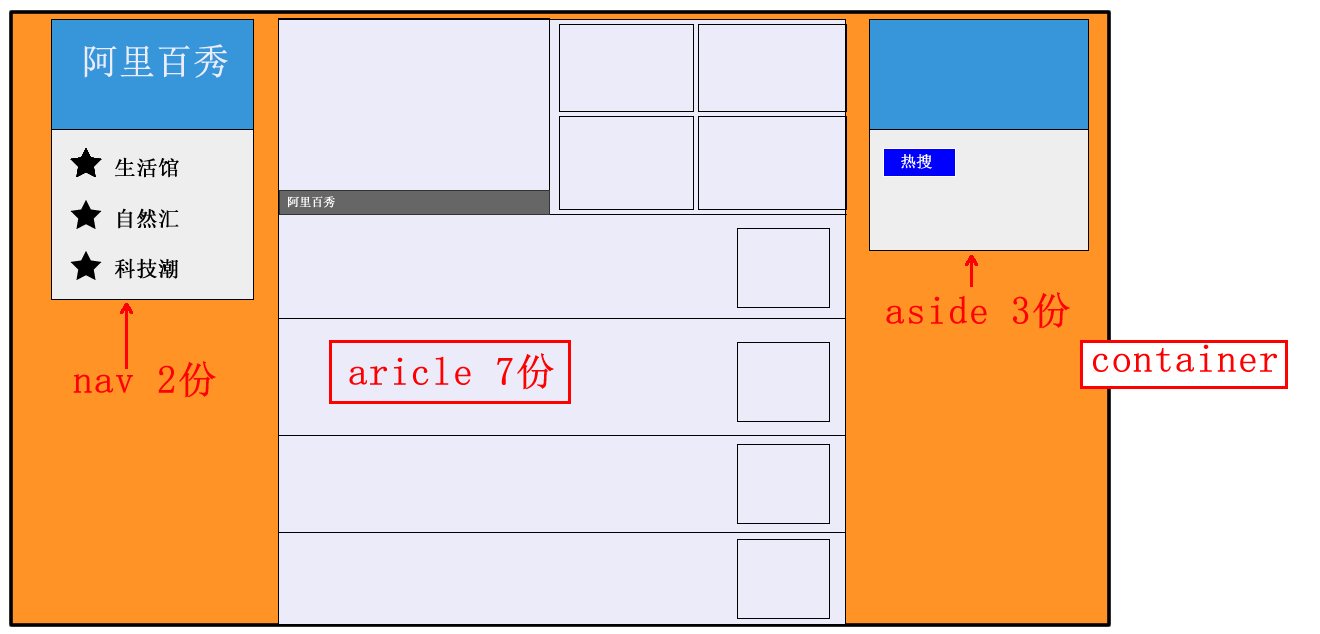 阿里百秀
生活馆
自然汇
科技潮
nav 2份
阿里百秀
aricle 7份
热搜
aside 3份
container